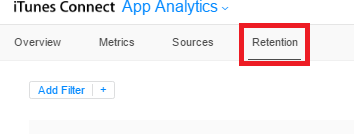 iTunes Connect App Analytics
Overview Metrics Sources Retention
Add Filter +